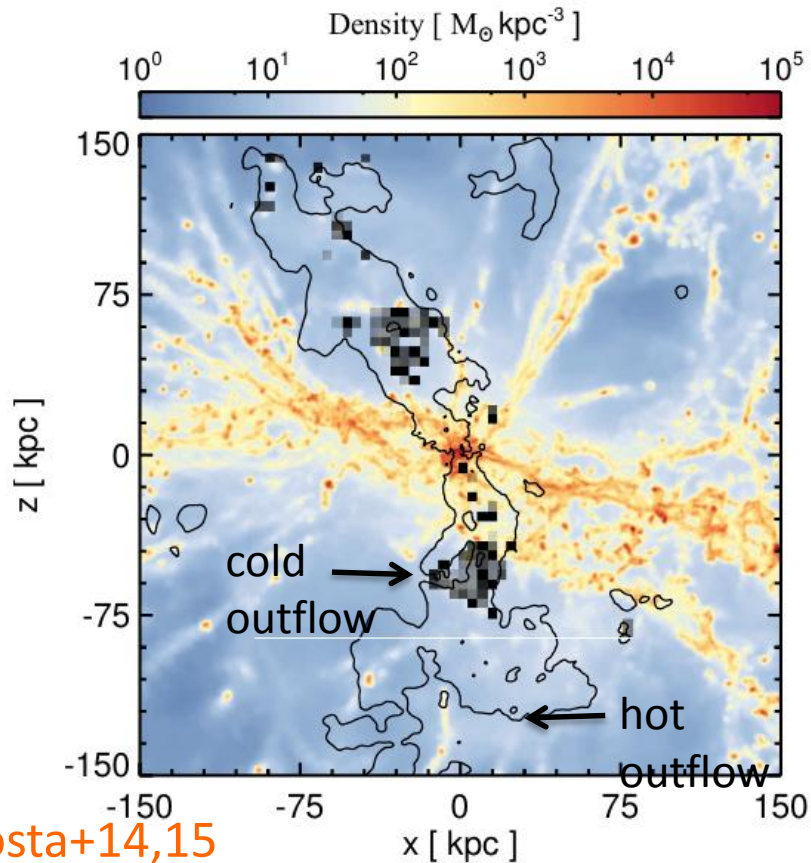 Density [ M☉ kpc⁻³ ]
10⁰ 10¹ 10² 10³ 10⁴ 10⁵
150
75
z [ kpc ]
0
cold
outflow
-75
hot
outflow
-150
-150 -75 0 75 150
x [ kpc ]
osta+14,15